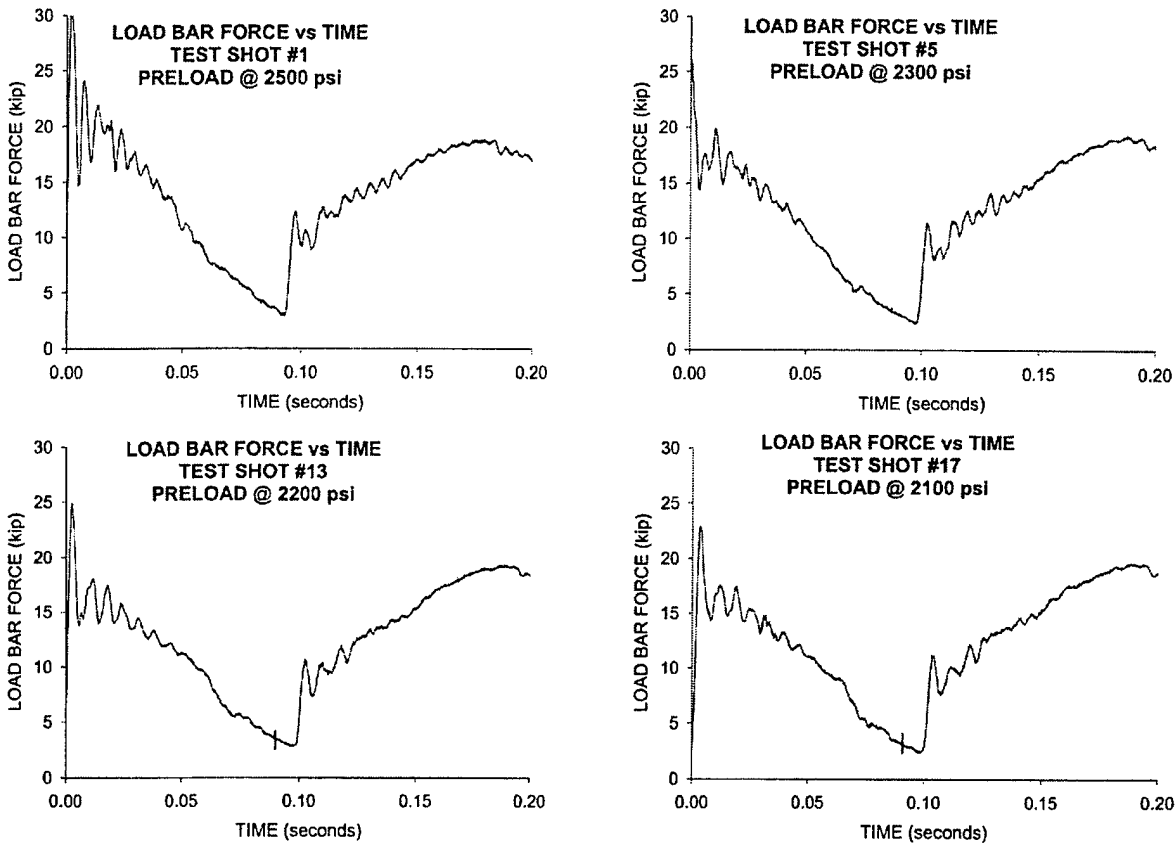 LOAD BAR FORCE vs TIME
TEST SHOT #1
PRELOAD @ 2500 psi
LOAD BAR FORCE (kip)
30
25
20
15
10
5
0
0.00 0.05 0.10 0.15 0.20
TIME (seconds)
LOAD BAR FORCE vs TIME
TEST SHOT #5
PRELOAD @ 2300 psi
LOAD BAR FORCE (kip)
30
25
20
15
10
5
0
0.00 0.05 0.10 0.15 0.20
TIME (seconds)
LOAD BAR FORCE vs TIME
TEST SHOT #13
PRELOAD @ 2200 psi
LOAD BAR FORCE (kip)
30
25
20
15
10
5
0
0.00 0.05 0.10 0.15 0.20
TIME (seconds)
LOAD BAR FORCE vs TIME
TEST SHOT #17
PRELOAD @ 2100 psi
LOAD BAR FORCE (kip)
30
25
20
15
10
5
0
0.00 0.05 0.10 0.15 0.20
TIME (seconds)